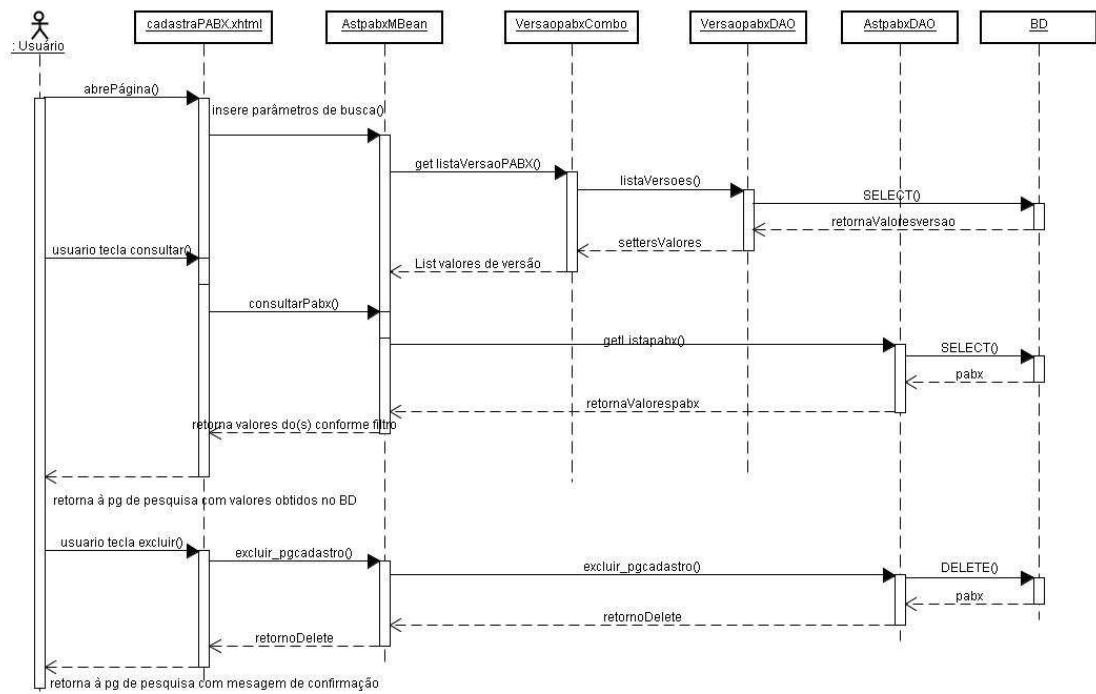 cadastraPABX.xhtml
AstpabxMBean
VersaopabxCombo
VersaopabxDAO
AstpabxDAO
BD
: Usuário
abrePágina()
insere parâmetros de busca()
get listaVersaoPABX()
listaVersoes()
SELECT()
retornaValoresversao
settersValores
usuario tecla consultar()
List valores de versão
consultarPabx()
getListapabx()
SELECT()
pabx
retornaValorespabx
retorna valores do(s) conforme filtro
retorna à pg de pesquisa com valores obtidos no BD
usuario tecla excluir()
excluir_pgcadastro()
excluir_pgcadastro()
DELETE()
pabx
retornoDelete
retornoDelete
retorna à pg de pesquisa com mesagem de confirmação